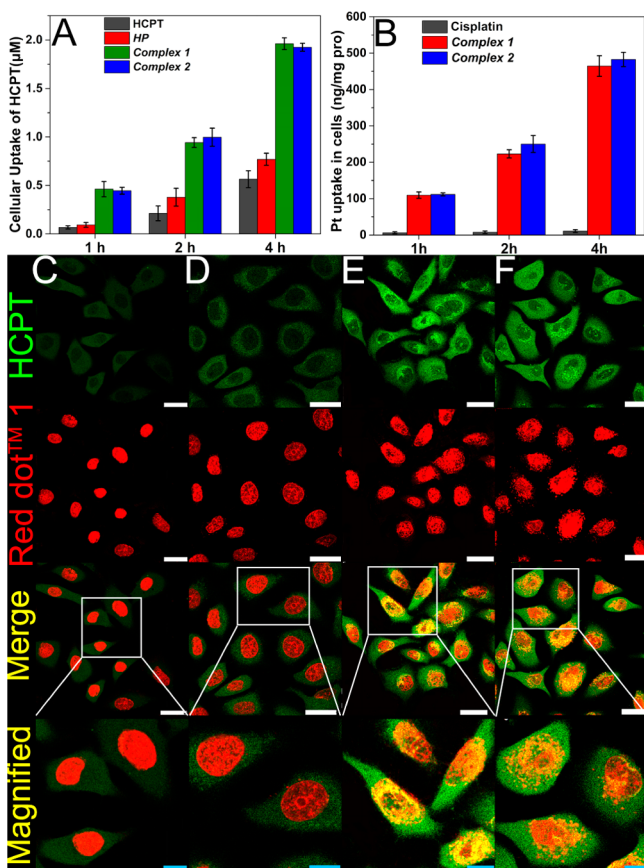 A
HCPT
HP
Complex 1
Complex 2
Cellular Uptake of HCPT(μM)
2.0
1.5
1.0
0.5
0.0
1 h
2 h
4 h
B
Cisplatin
Complex 1
Complex 2
Pt uptake in cells (ng/mg pro)
600
500
400
300
200
100
0
1h
2h
4h
C
D
E
F
HCPT
Red dot™ 1
Merge
Magnified